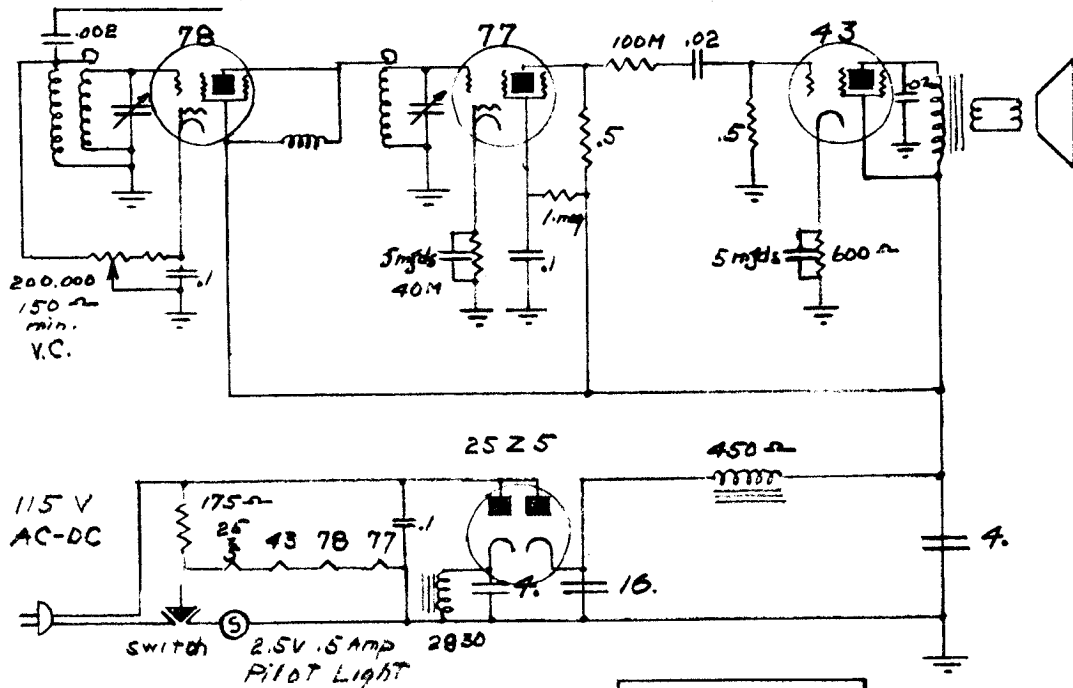 .002
78
77
100M .02
43
.02
.5
.5
1.meg
200,000
150 Ω
min.
V.C.
.1
5mfds
40M
.1
5 mfds
600 Ω
25Z5
450 Ω
115 V
AC-DC
175 Ω
25
Z5
43 78 77
.1
4.
16.
4.
switch
S
2.5V .5 Amp
Pilot Light
2830